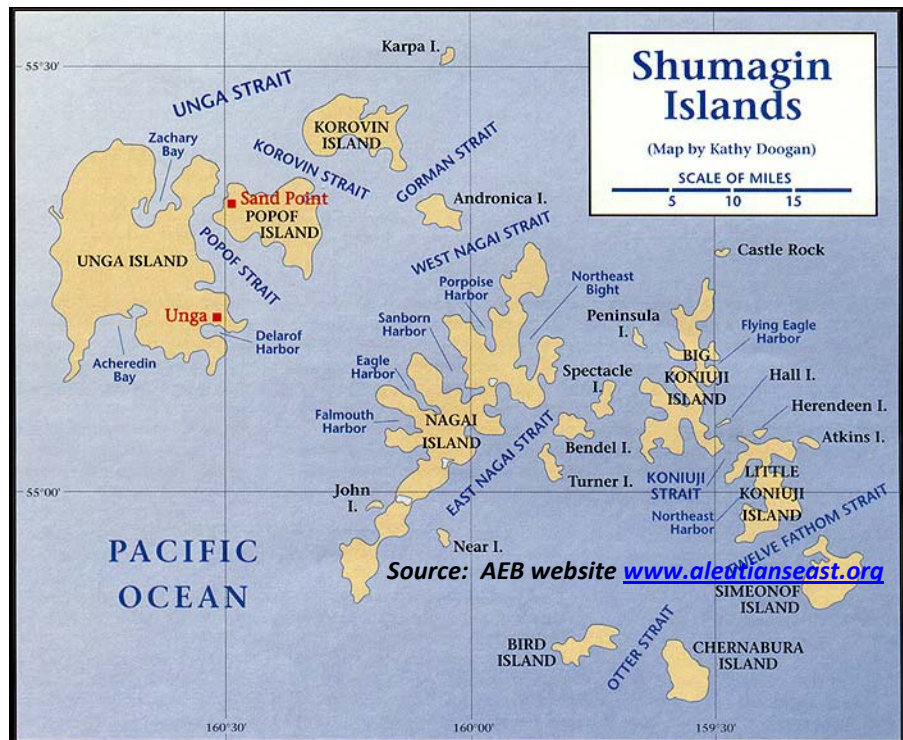 Karpa I.
55°30'
Shumagin
Islands
(Map by Kathy Doogan)
SCALE OF MILES
5 10 15
UNGA STRAIT
KOROVIN
ISLAND
Zachary
Bay
KOROVIN STRAIT
GORMAN STRAIT
Sand Point
POPOF
ISLAND
Andronica I.
UNGA ISLAND
POPOF STRAIT
WEST NAGAI STRAIT
Castle Rock
Porpoise
Harbor
Northeast
Bight
Unga
Delarof
Harbor
Sanborn
Harbor
Peninsula
I.
Flying Eagle
Harbor
Acheredin
Bay
Eagle
Harbor
Spectacle
I.
BIG
KONIUJI
ISLAND
Hall I.
Falmouth
Harbor
NAGAI
ISLAND
Herendeen I.
Atkins I.
EAST NAGAI STRAIT
Bendel I.
Turner I.
KONIUJI
STRAIT
LITTLE
KONIUJI
ISLAND
55°00'
John
I.
Northeast
Harbor
TWELVE FATHOM STRAIT
PACIFIC
OCEAN
Near I.
Source: AEB website www.aleutianseast.org
SIMEONOF
ISLAND
BIRD
ISLAND
OTTER STRAIT
CHERNABURA
ISLAND
160°30'
160°00'
159°30'